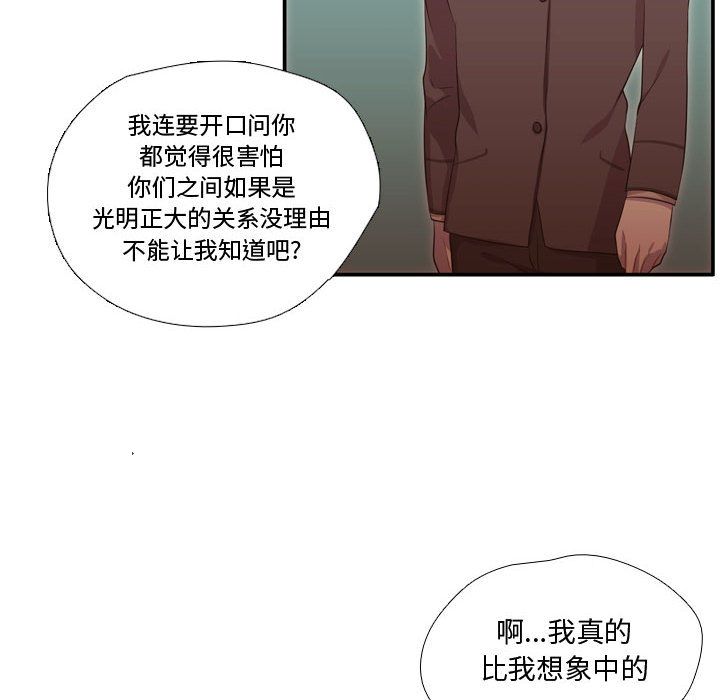 我连要开口问你
都觉得很害怕
你们之间如果是
光明正大的关系没理由
不能让我知道吧?
啊...我真的
比我想象中的